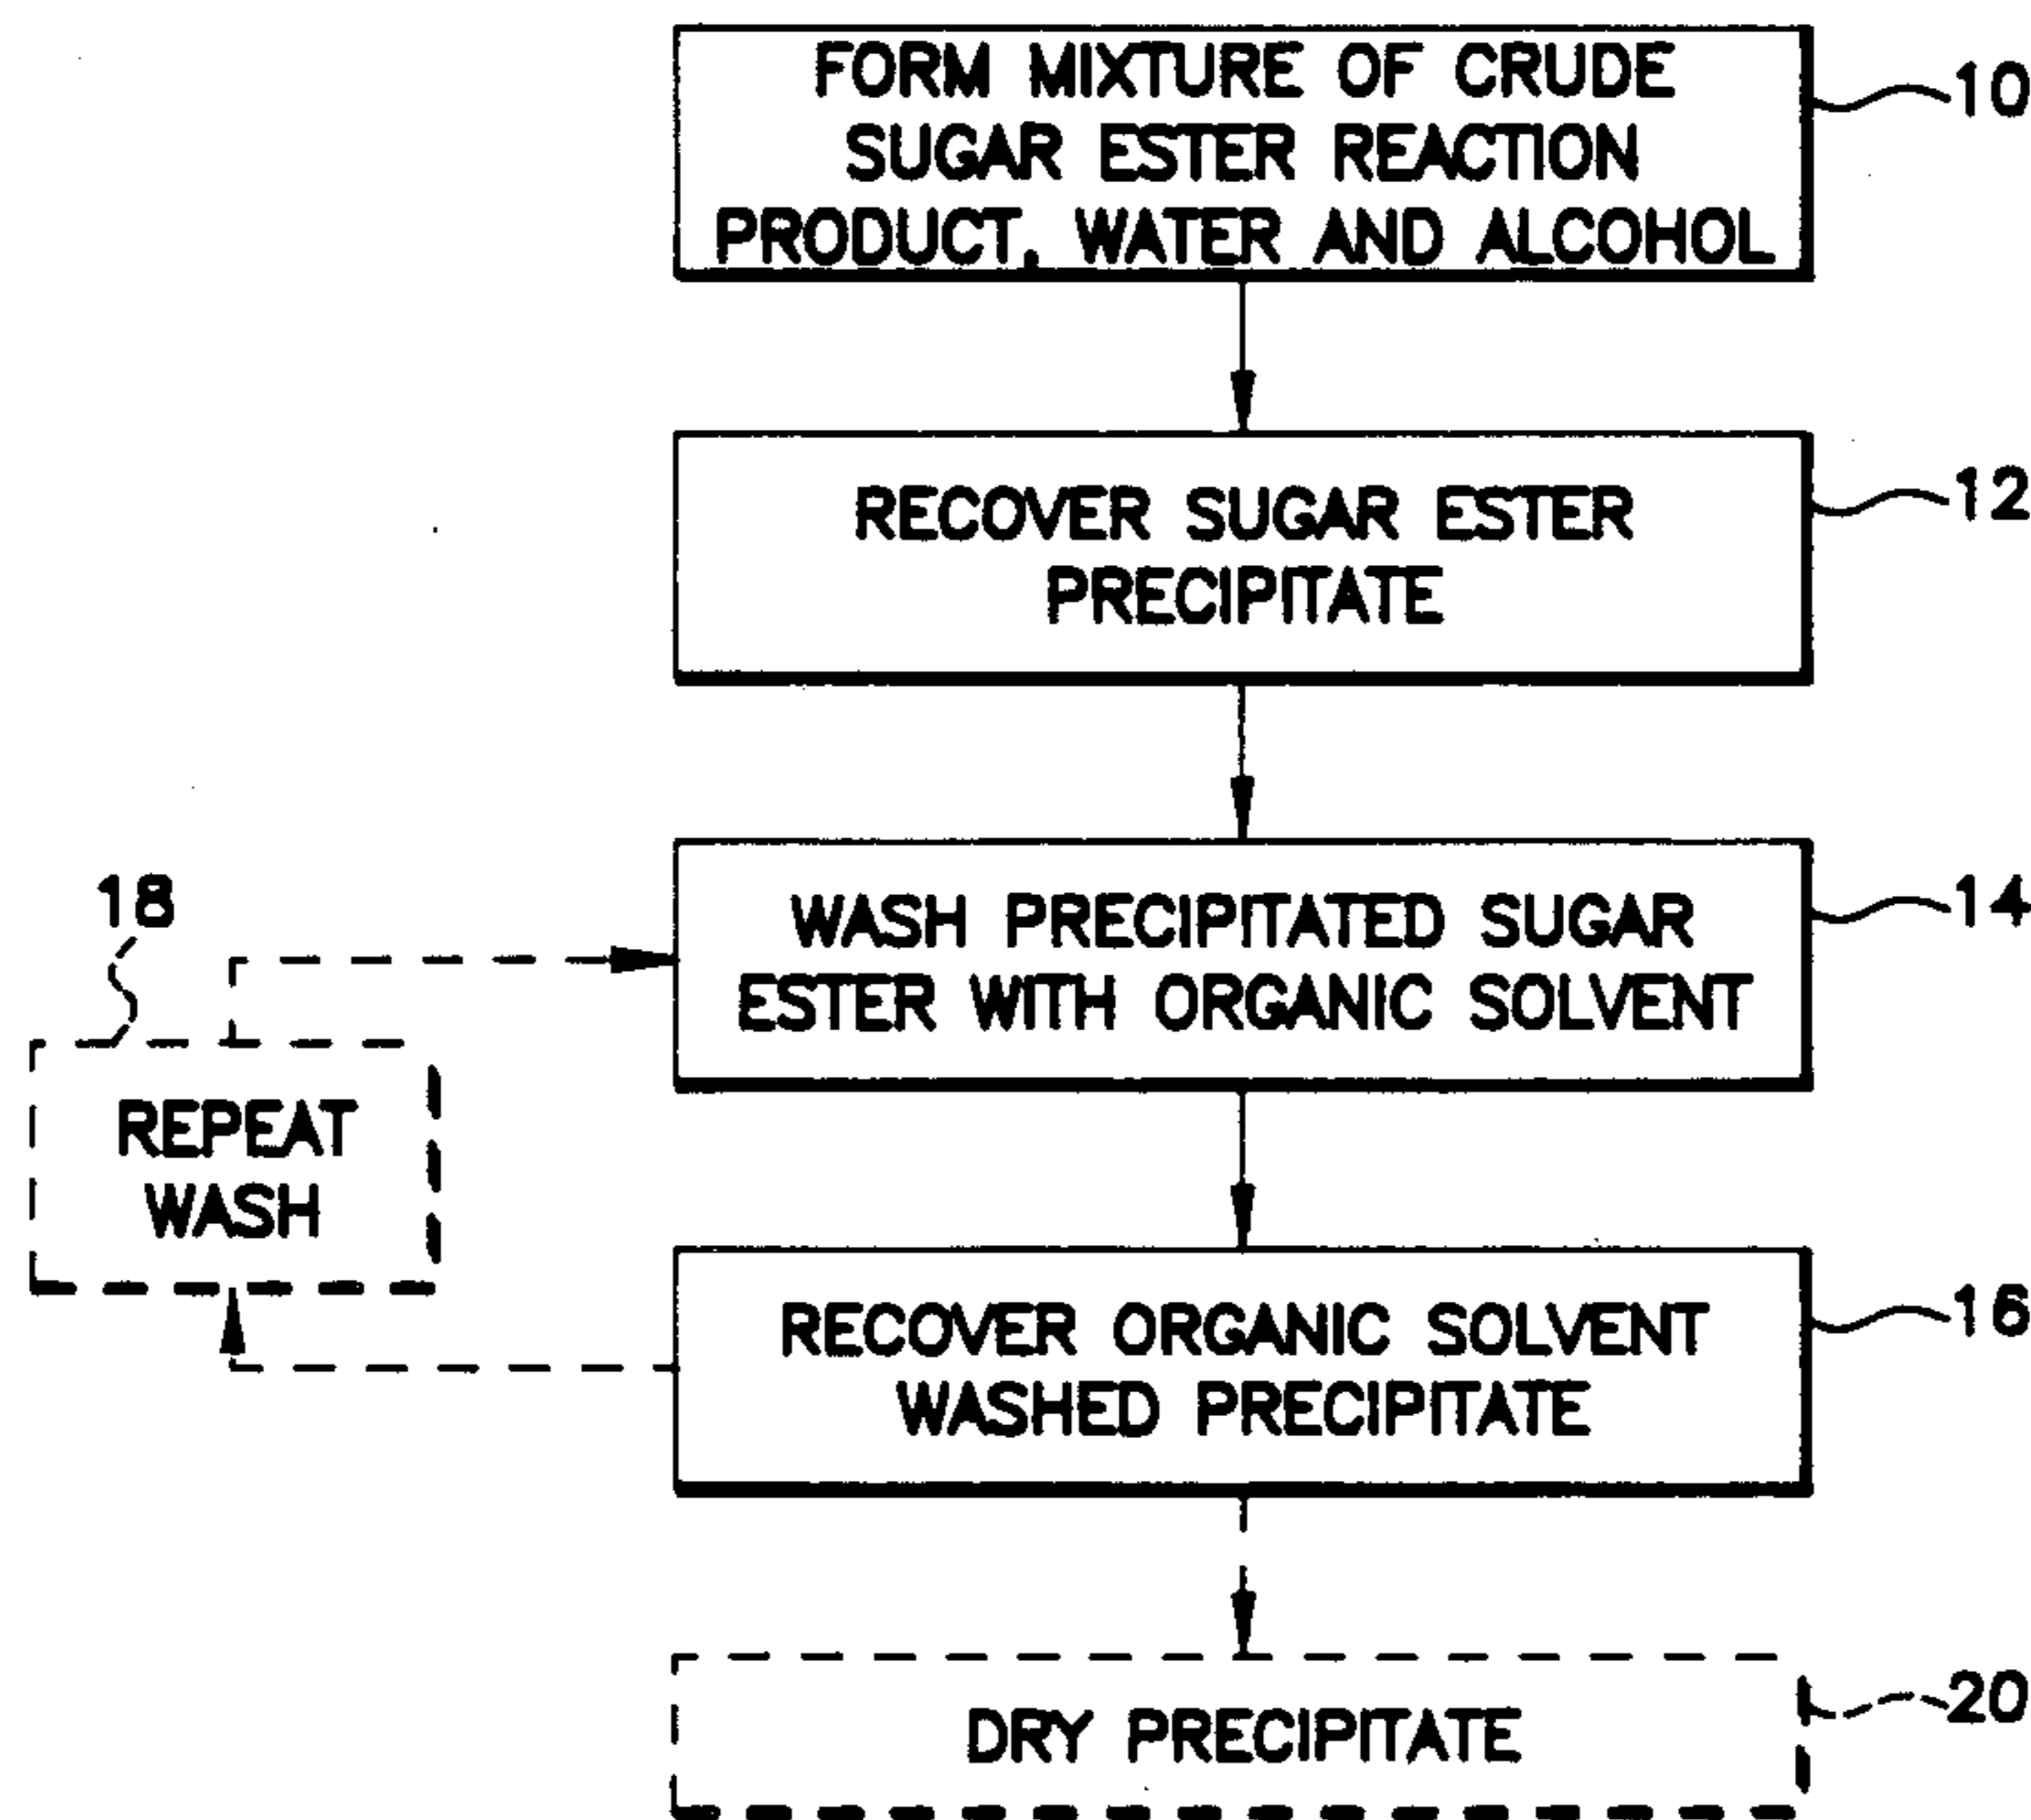 FORM MIXTURE OF CRUDE
SUGAR ESTER REACTION
PRODUCT, WATER AND ALCOHOL
10
RECOVER SUGAR ESTER
PRECIPITATE
12
WASH PRECIPITATED SUGAR
ESTER WITH ORGANIC SOLVENT
14
18
REPEAT
WASH
RECOVER ORGANIC SOLVENT
WASHED PRECIPITATE
16
DRY PRECIPITATE
20